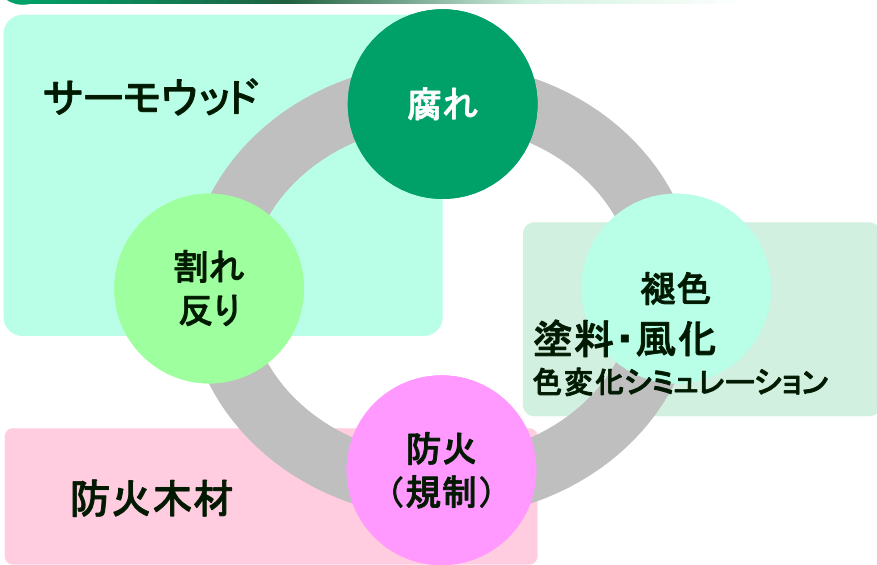 サーモウッド
腐れ
割れ
反り
褪色
塗料・風化
色変化シミュレーション
防火
（規制）
防火木材